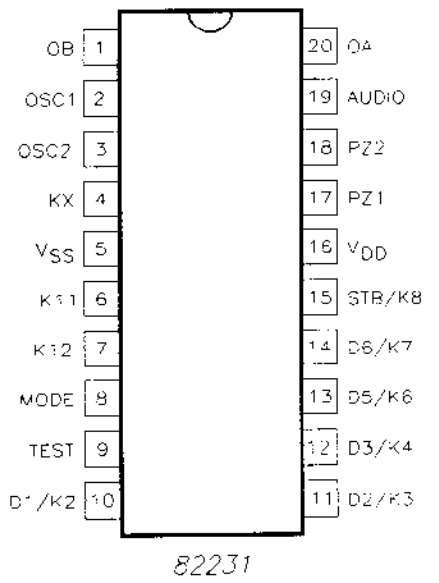 OB 1 20 OA
OSC1 2 19 AUDIO
OSC2 3 18 PZ2
KX 4 17 PZ1
VSS 5 16 VDD
K11 6 15 STB/K8
K12 7 14 D6/K7
MODE 8 13 D5/K6
TEST 9 12 D3/K4
D1/K2 10 11 D2/K3
82231